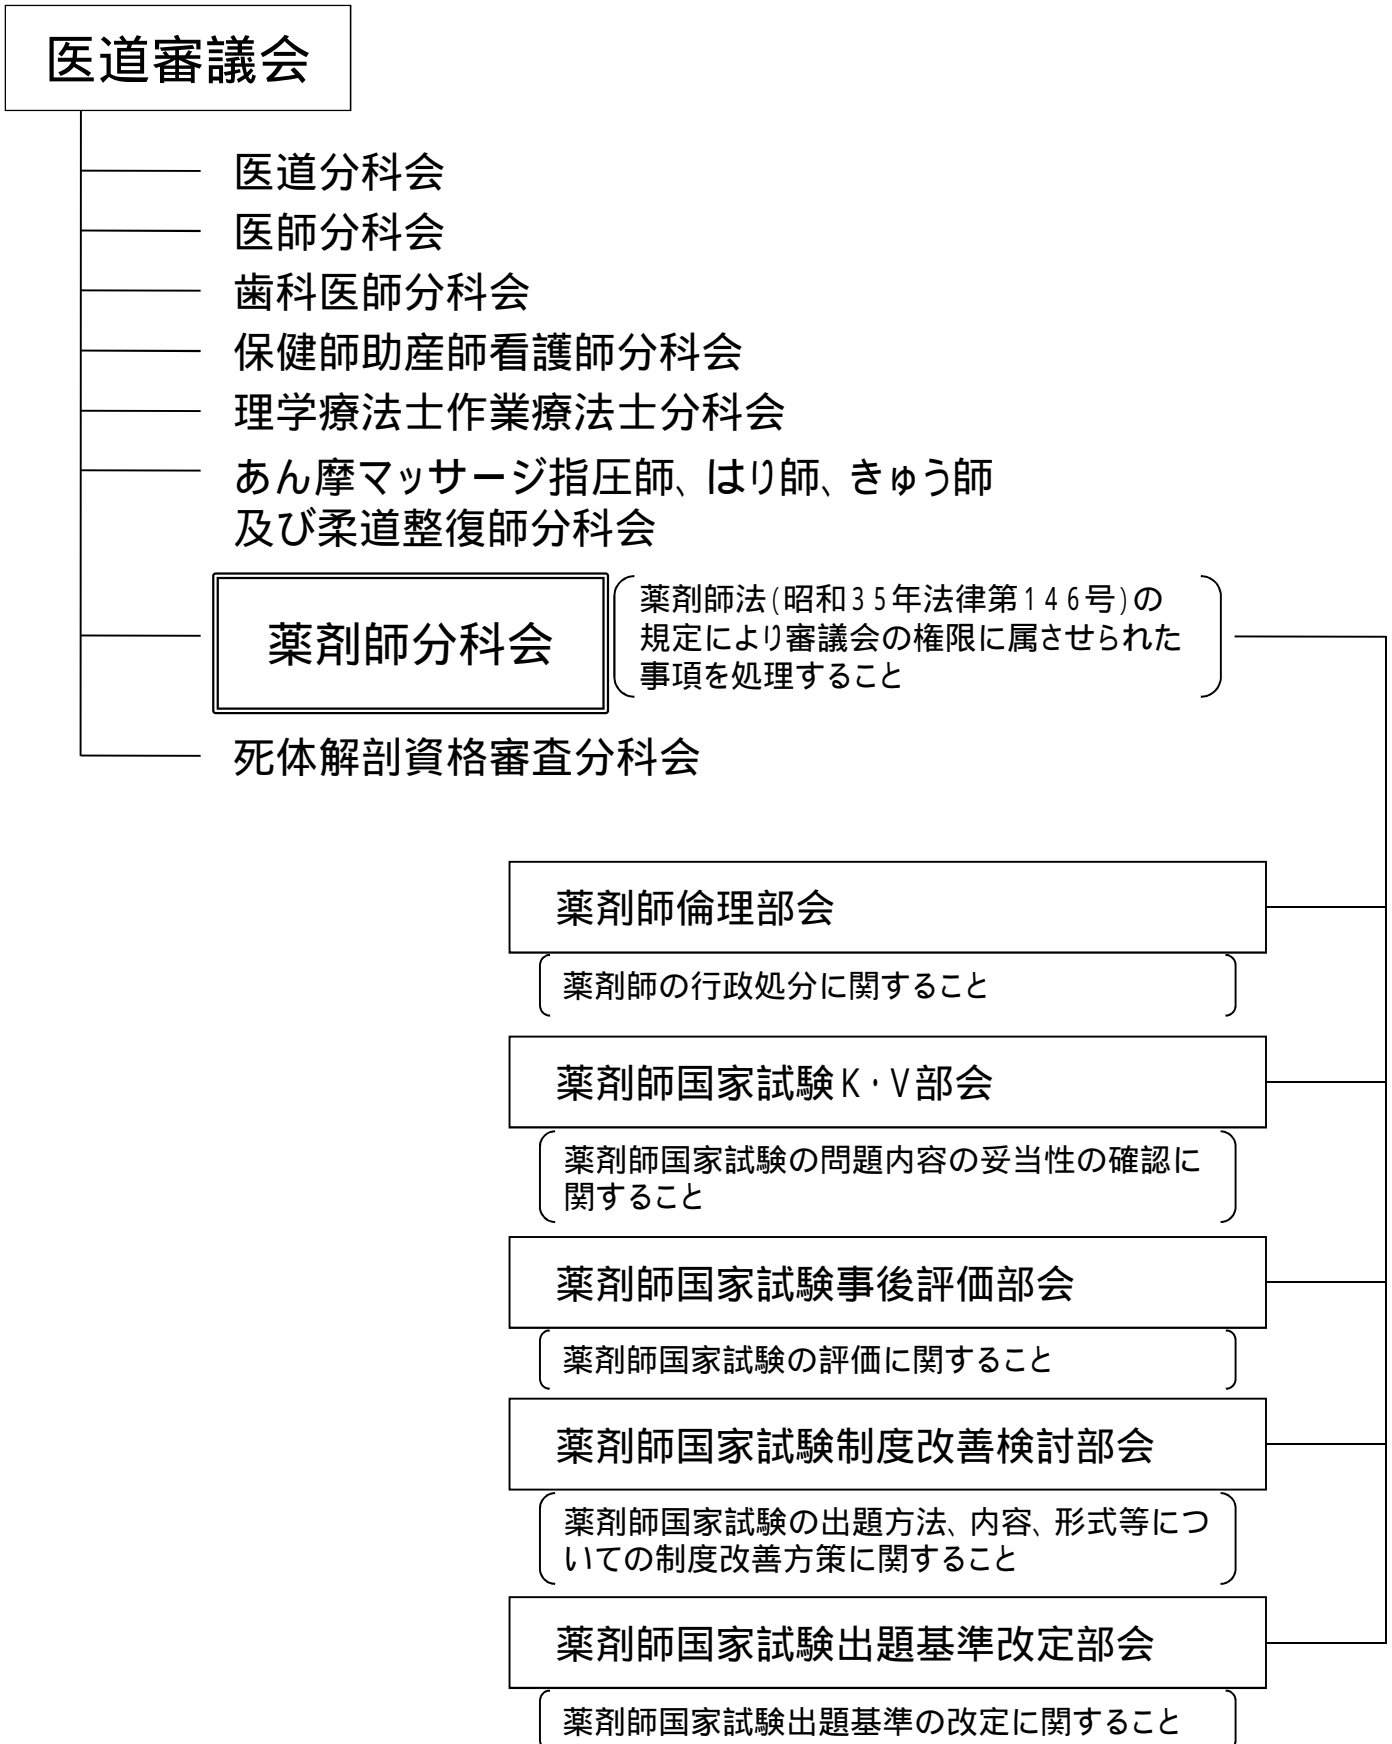 医道審議会
医道分科会
医師分科会
歯科医師分科会
保健師助産師看護師分科会
理学療法士作業療法士分科会
あん摩マッサージ指圧師、はり師、きゅう師
及び柔道整復師分科会
薬剤師分科会
薬剤師法(昭和35年法律第146号)の
規定により審議会の権限に属させられた
事項を処理すること
死体解剖資格審査分科会
薬剤師倫理部会
薬剤師の行政処分に関すること
薬剤師国家試験K・V部会
薬剤師国家試験の問題内容の妥当性の確認に
関すること
薬剤師国家試験事後評価部会
薬剤師国家試験の評価に関すること
薬剤師国家試験制度改善検討部会
薬剤師国家試験の出題方法、内容、形式等につ
いての制度改善方策に関すること
薬剤師国家試験出題基準改定部会
薬剤師国家試験出題基準の改定に関すること